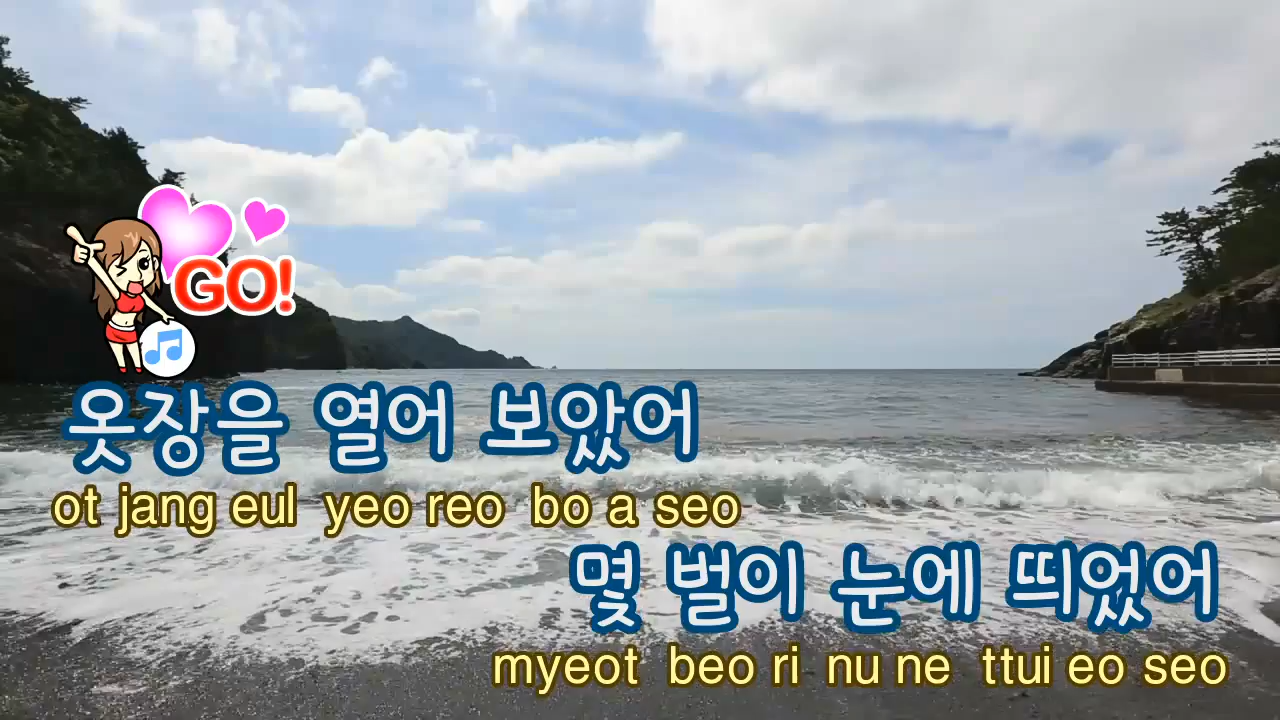 GO!
옷장을 열어 보았어
ot jang eul yeo reo bo a seo
몇 벌이 눈에 띄었어
myeot beo ri nu ne ttui eo seo